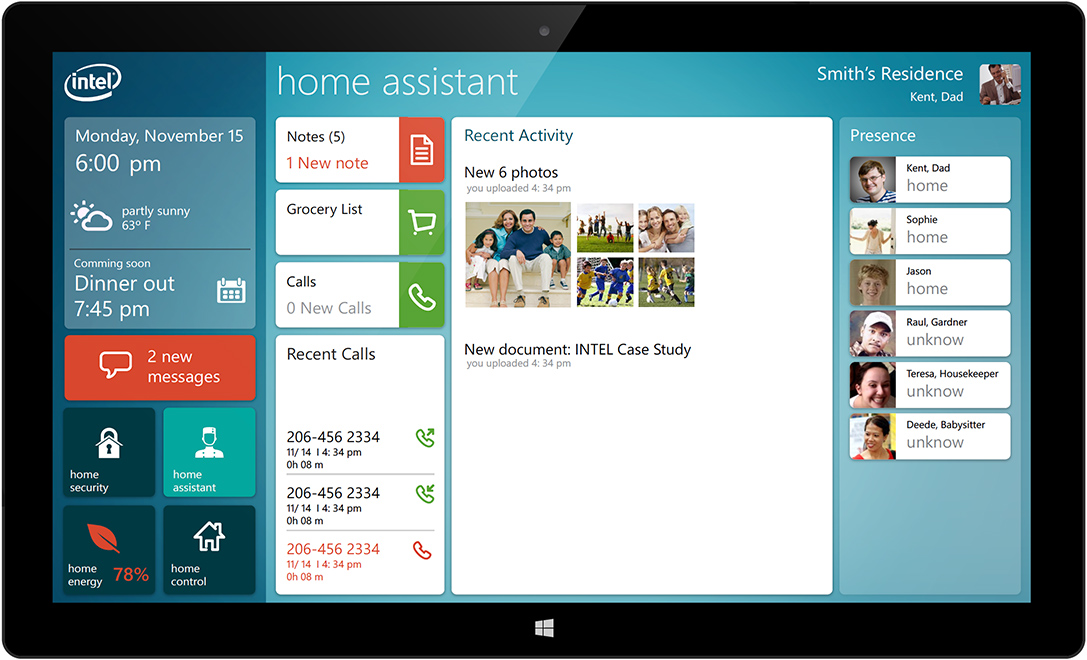 intel
home assistant
Smith's Residence
Kent, Dad
Monday, November 15
6:00 pm
partly sunny
63º F
Comming soon
Dinner out
7:45 pm
2 new
messages
home
security
home
assistant
home
energy 78%
home
control
Notes (5)
1 New note
Grocery List
Calls
0 New Calls
Recent Calls
206-456 2334
11/ 14 I 4: 34 pm
0h 08 m
206-456 2334
11/ 14 I 4: 34 pm
0h 08 m
206-456 2334
11/ 14 I 4: 34 pm
0h 08 m
Recent Activity
New 6 photos
you uploaded 4: 34 pm
New document: INTEL Case Study
you uploaded 4: 34 pm
Presence
Kent, Dad
home
Sophie
home
Jason
home
Raul, Gardner
unknow
Teresa, Housekeeper
unknow
Deede, Babysitter
unknow